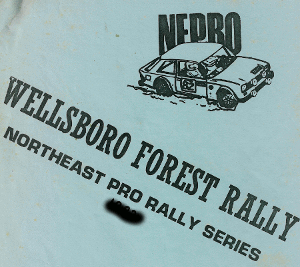 NEPRO
WELLSBORO FOREST RALLY
NORTHEAST PRO RALLY SERIES